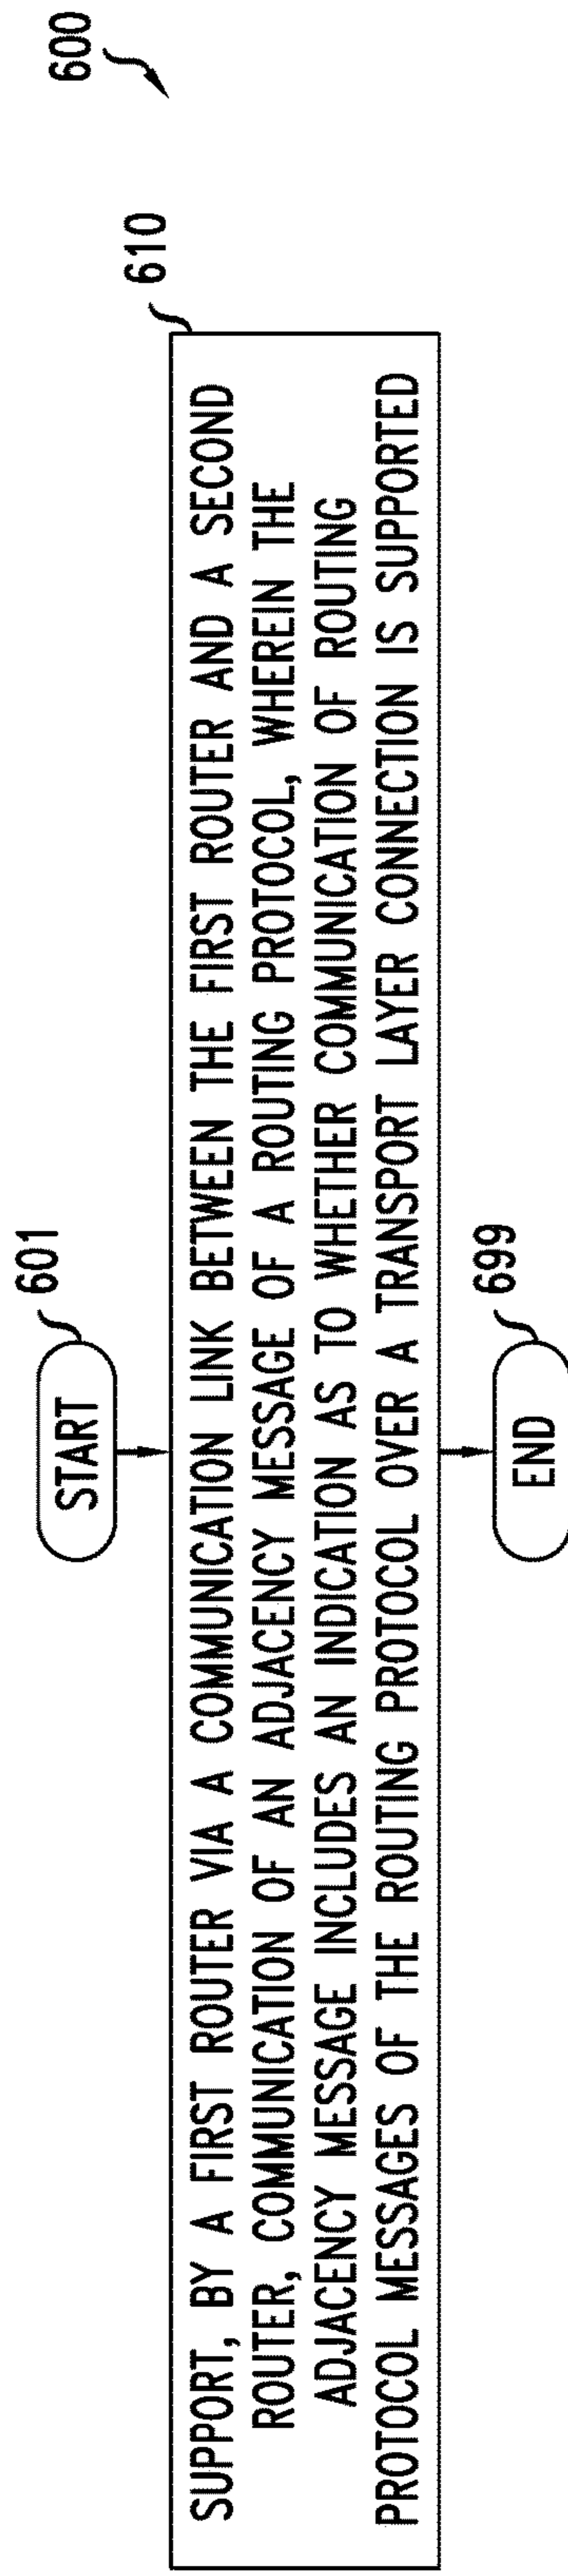 600
601
START
610
SUPPORT, BY A FIRST ROUTER VIA A COMMUNICATION LINK BETWEEN THE FIRST ROUTER AND A SECOND
ROUTER, COMMUNICATION OF AN ADJACENCY MESSAGE OF A ROUTING PROTOCOL, WHEREIN THE
ADJACENCY MESSAGE INCLUDES AN INDICATION AS TO WHETHER COMMUNICATION OF ROUTING
PROTOCOL MESSAGES OF THE ROUTING PROTOCOL OVER A TRANSPORT LAYER CONNECTION IS SUPPORTED
699
END